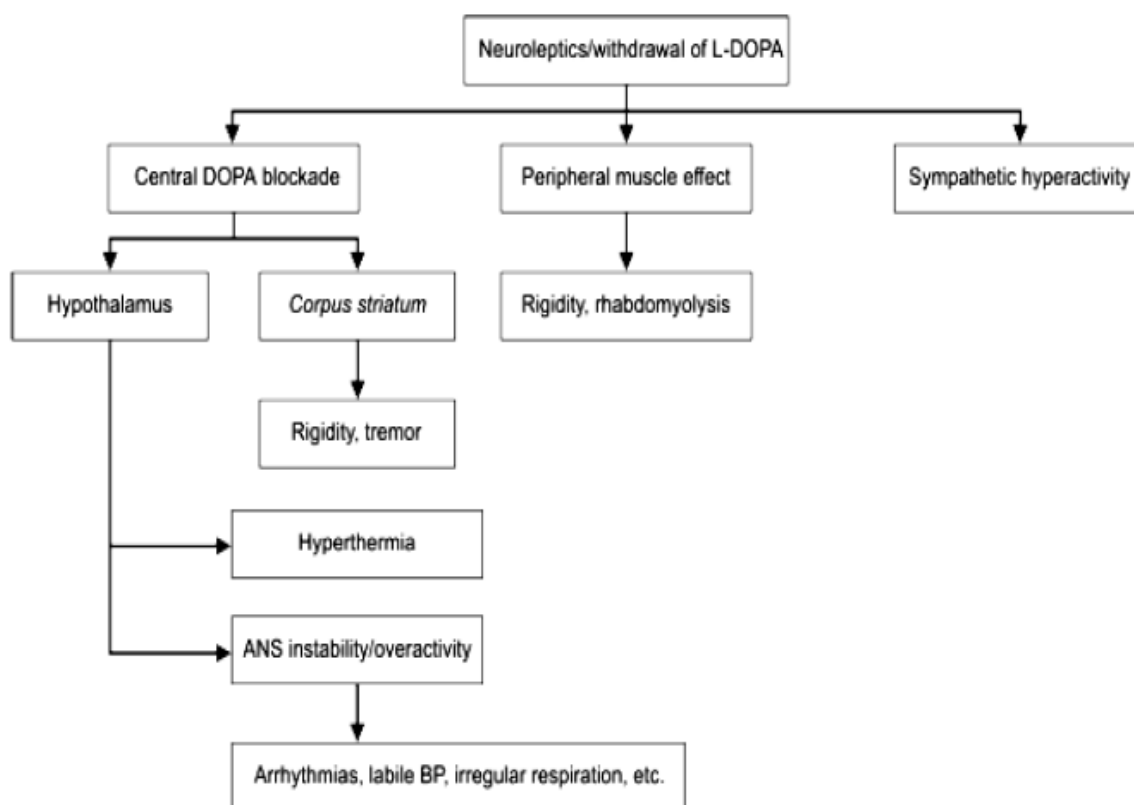 Neuroleptics/withdrawal of L-DOPA
Central DOPA blockade
Peripheral muscle effect
Sympathetic hyperactivity
Hypothalamus
Corpus striatum
Rigidity, rhabdomyolysis
Rigidity, tremor
Hyperthermia
ANS instability/overactivity
Arrhythmias, labile BP, irregular respiration, etc.